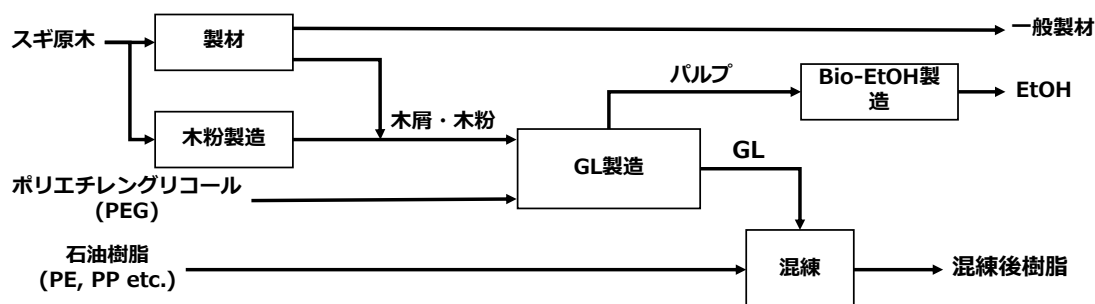 スギ原木
製材
一般製材
パルプ
Bio-EtOH製
造
EtOH
木粉製造
木屑・木粉
GL製造
GL
ポリエチレングリコール
(PEG)
石油樹脂
(PE, PP etc.)
混練
混練後樹脂